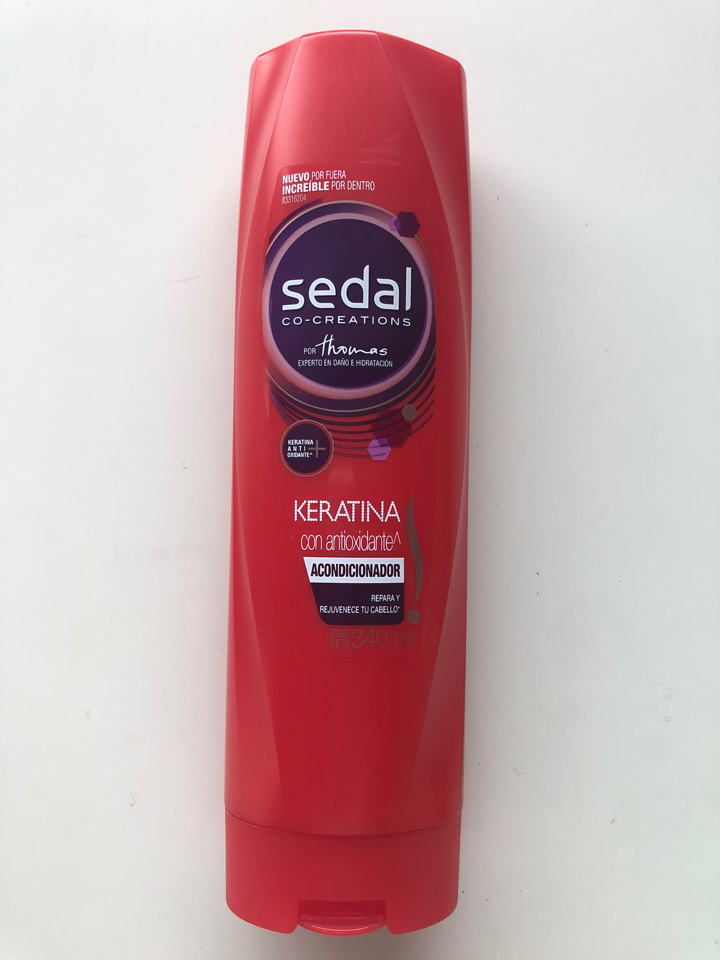 NUEVO POR FUERA
INCREÍBLE POR DENTRO
83316204
sedal
CO-CREATIONS
POR Thomas
EXPERTO EN DAÑO E HIDRATACIÓN
KERATINA
ANTI
OXIDANTE^
+
KERATINA
con antioxidante^
ACONDICIONADOR
REPARA Y
REJUVENECE TU CABELLO*
CONT.
NETO 340 ml